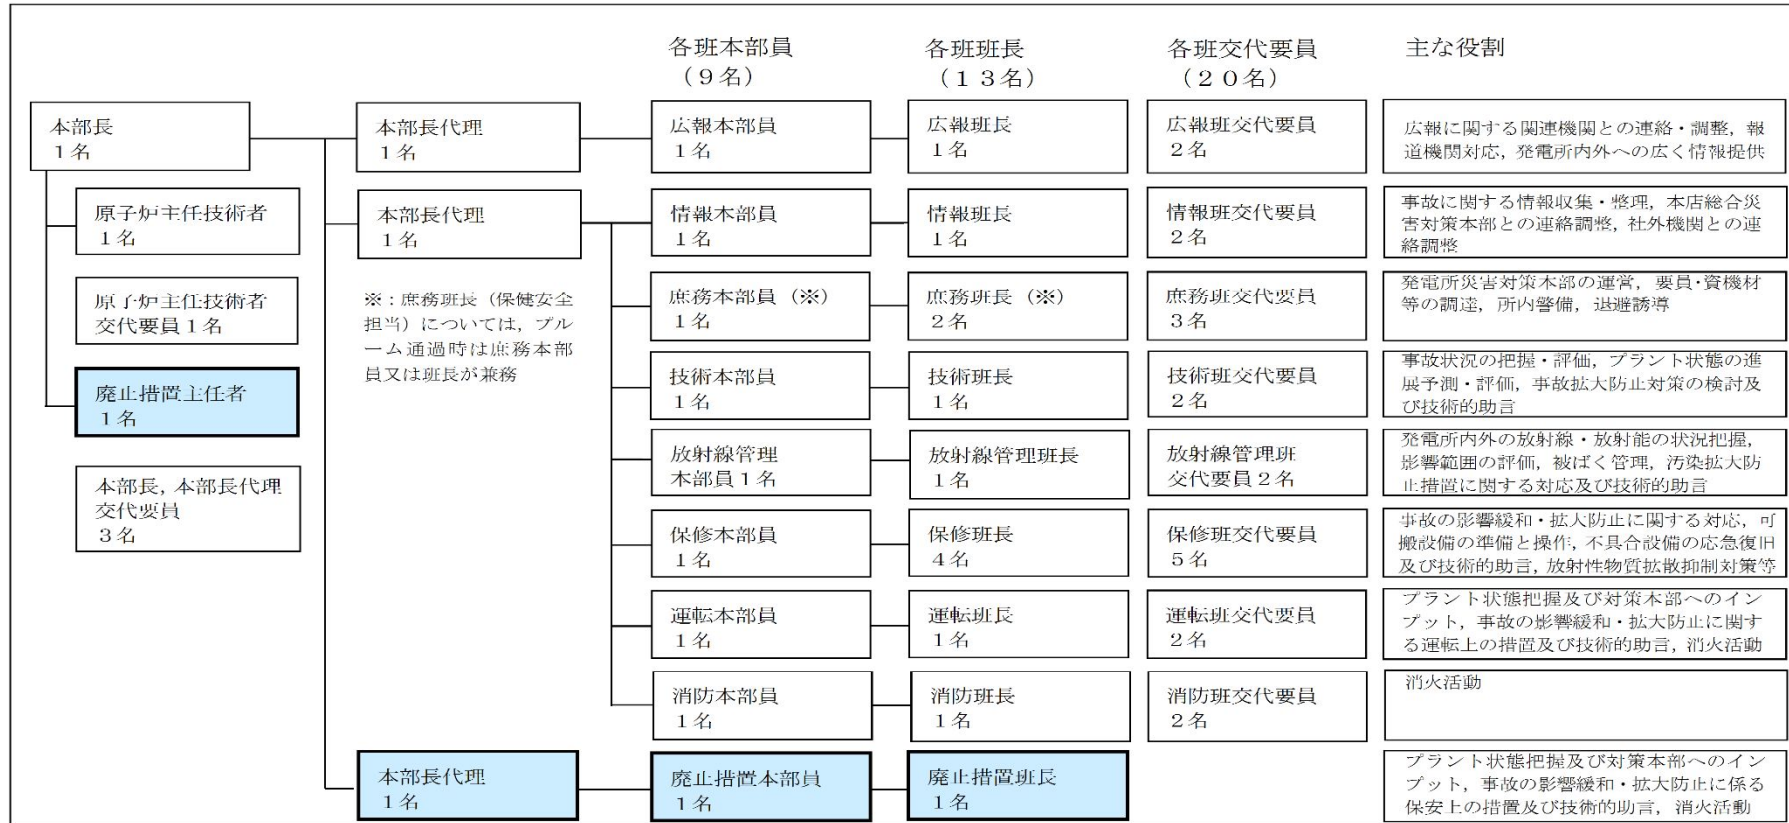 各班本部員
（９名）
各班班長
（１３名）
各班交代要員
（２０名）
主な役割
本部長
１名
本部長代理
１名
広報本部員
１名
広報班長
１名
広報班交代要員
２名
広報に関する関連機関との連絡・調整，報
道機関対応，発電所内外への広く情報提供
原子炉主任技術者
１名
本部長代理
１名
情報本部員
１名
情報班長
１名
情報班交代要員
２名
事故に関する情報収集・整理，本店総合災
害対策本部との連絡調整，社外機関との連
絡調整
原子炉主任技術者
交代要員１名
※：庶務班長（保健安全
担当）については，プル
ーム通過時は庶務本部
員又は班長が兼務
庶務本部員（※）
１名
庶務班長（※）
２名
庶務班交代要員
３名
発電所災害対策本部の運営，要員・資機材
等の調達，所内警備，退避誘導
廃止措置主任者
１名
技術本部員
１名
技術班長
１名
技術班交代要員
２名
事故状況の把握・評価，プラント状態の進
展予測・評価，事故拡大防止対策の検討及
び技術的助言
本部長，本部長代理
交代要員
３名
放射線管理
本部員１名
放射線管理班長
１名
放射線管理班
交代要員２名
発電所内外の放射線・放射能の状況把握，
影響範囲の評価，被ばく管理，汚染拡大防
止措置に関する対応及び技術的助言
保修本部員
１名
保修班長
４名
保修班交代要員
５名
事故の影響緩和・拡大防止に関する対応，可
搬設備の準備と操作，不具合設備の応急復旧
及び技術的助言，放射性物質拡散抑制対策等
運転本部員
１名
運転班長
１名
運転班交代要員
２名
プラント状態把握及び対策本部へのイン
プット，事故の影響緩和・拡大防止に関す
る運転上の措置及び技術的助言，消火活動
消防本部員
１名
消防班長
１名
消防班交代要員
２名
消火活動
本部長代理
１名
廃止措置本部員
１名
廃止措置班長
１名
プラント状態把握及び対策本部へのイン
プット，事故の影響緩和・拡大防止に係る
保安上の措置及び技術的助言，消火活動